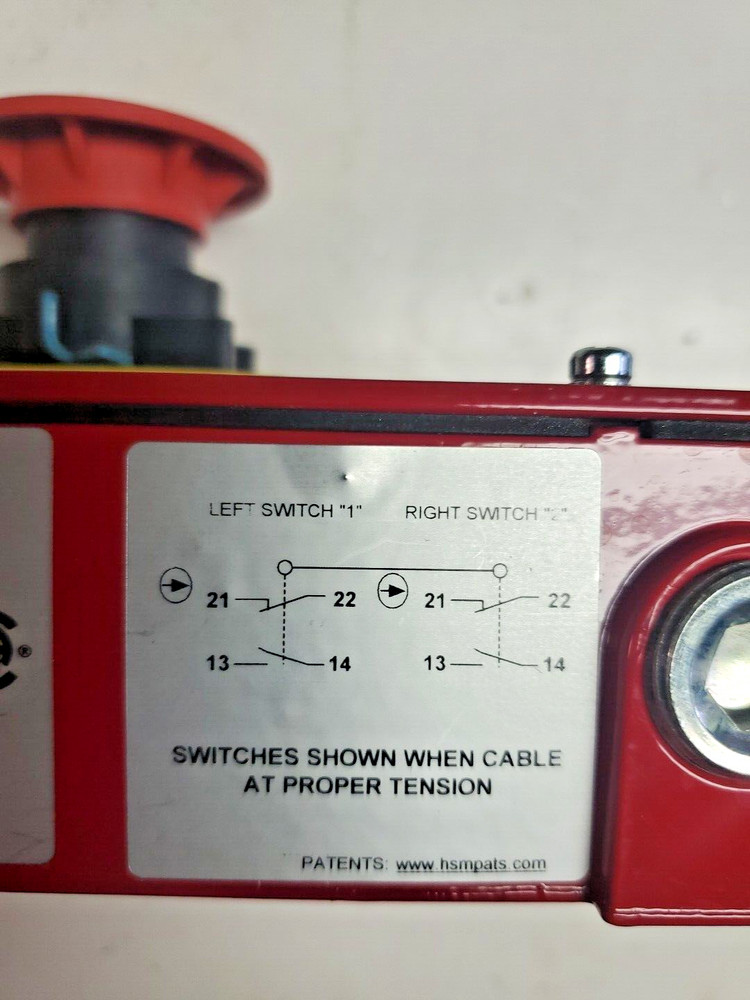 LEFT SWITCH "1" RIGHT SWITCH "2"
21 22 21 22
13 14 13 14
SWITCHES SHOWN WHEN CABLE
AT PROPER TENSION
PATENTS: www.hsmpats.com
®